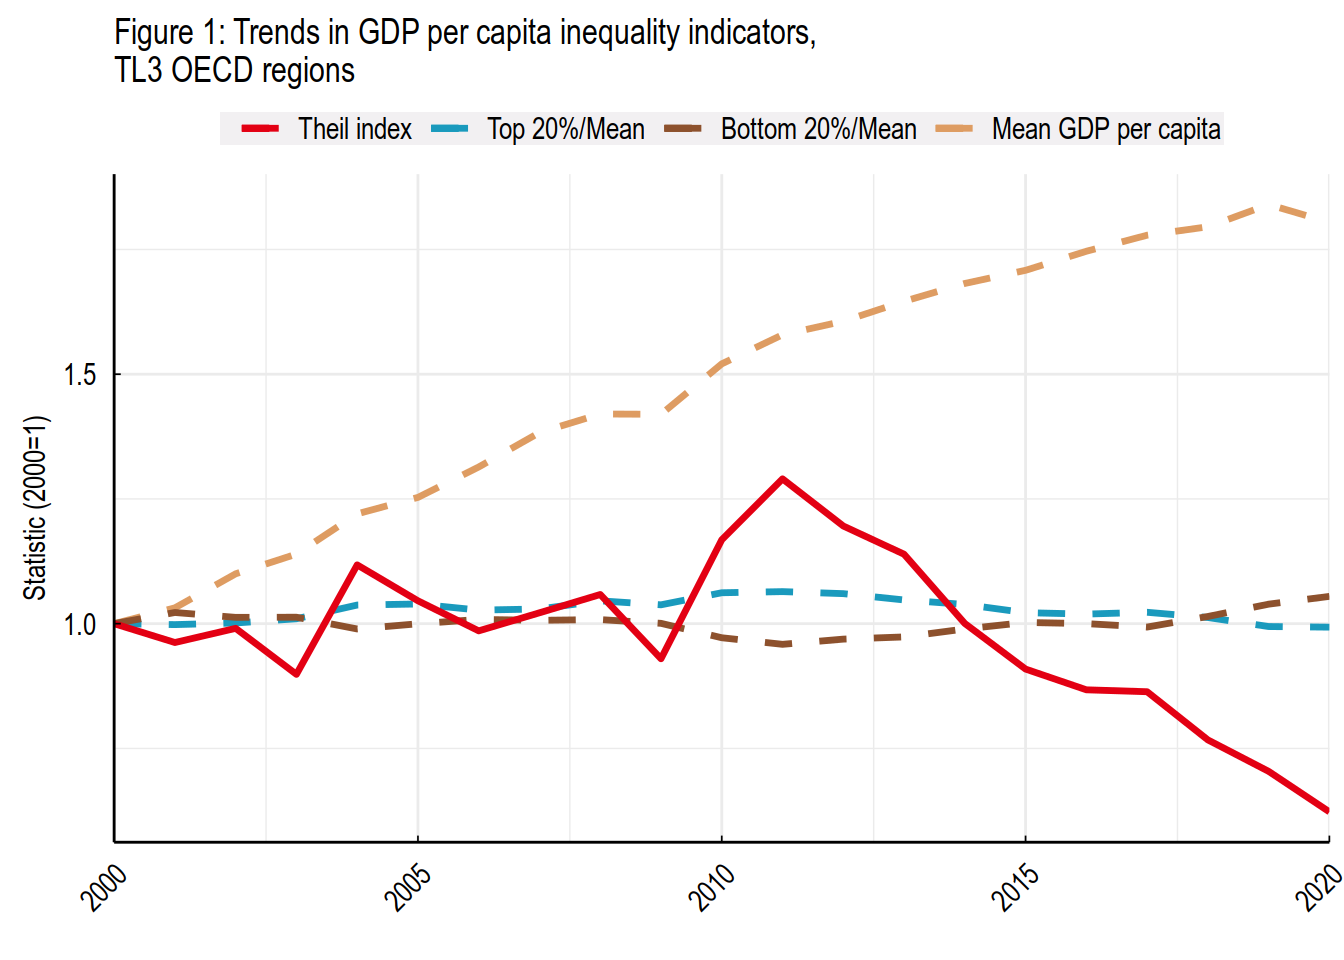 Figure 1: Trends in GDP per capita inequality indicators,
TL3 OECD regions
Theil index Top 20%/Mean Bottom 20%/Mean Mean GDP per capita
Statistic (2000=1)
1.5
1.0
2000 2005 2010 2015 2020